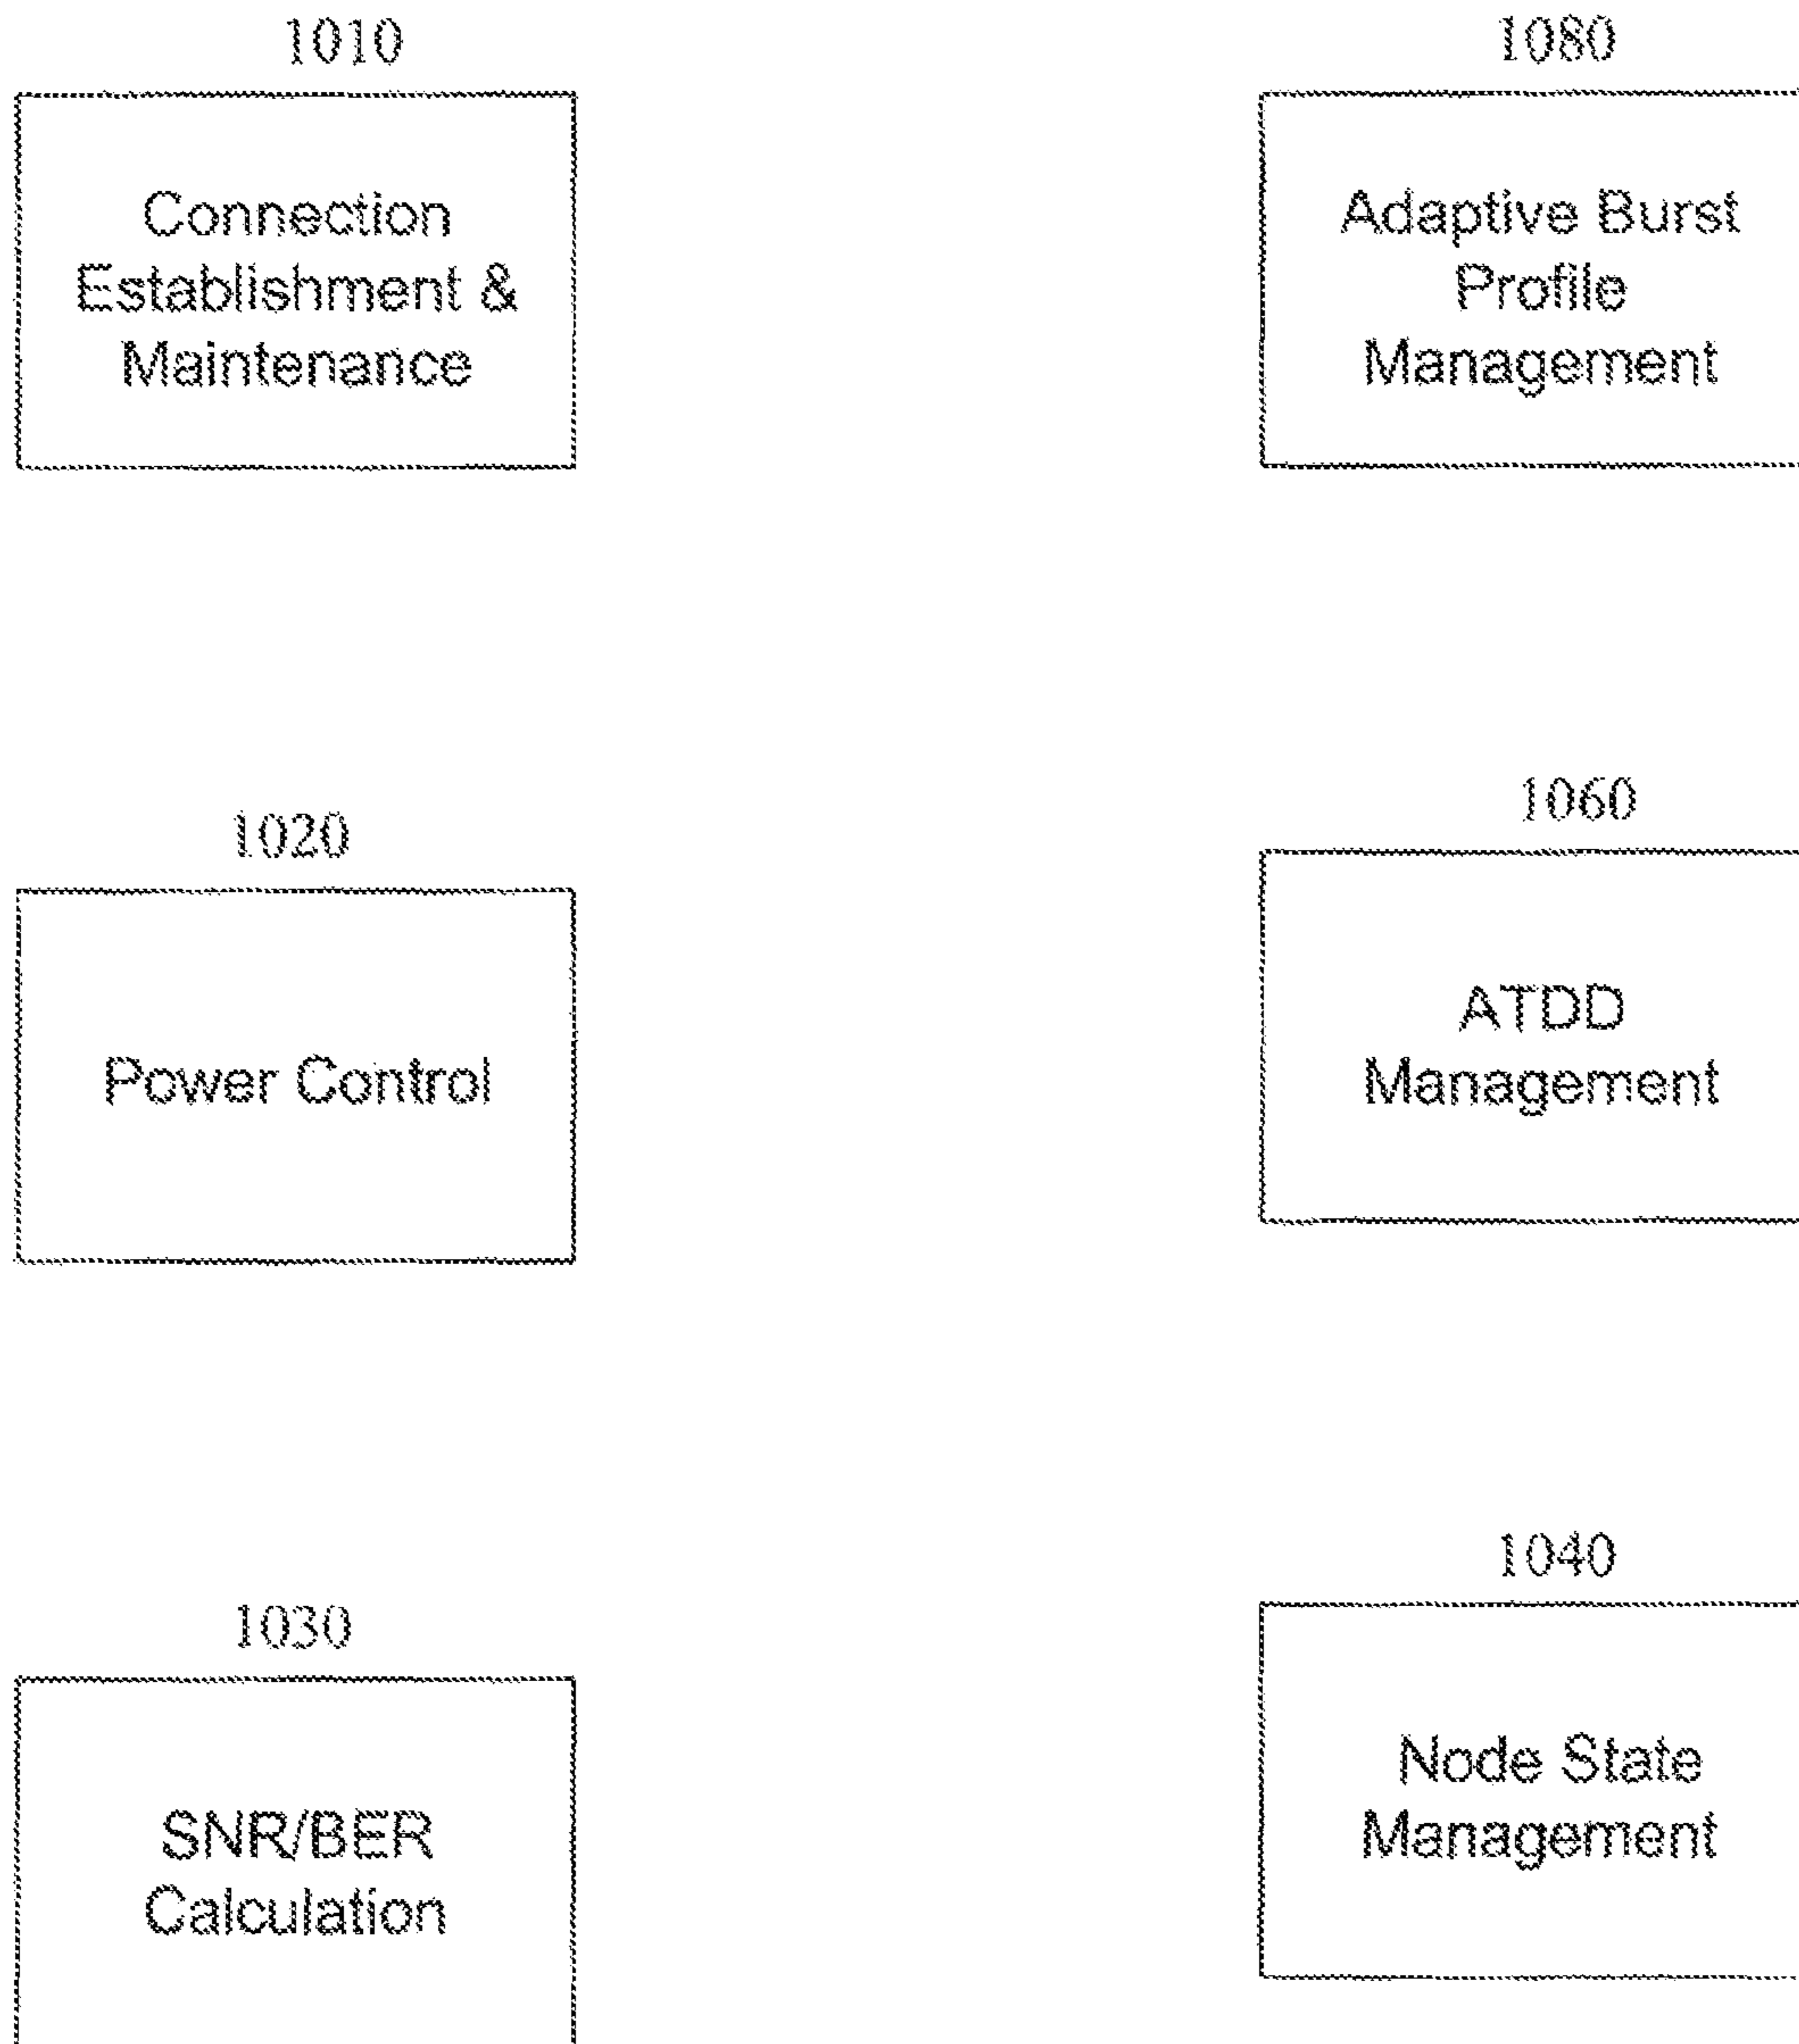 1010
Connection
Establishment &
Maintenance
1080
Adaptive Burst
Profile
Management
1020
Power Control
1060
ATDD
Management
1030
SNR/BER
Calculation
1040
Node State
Management